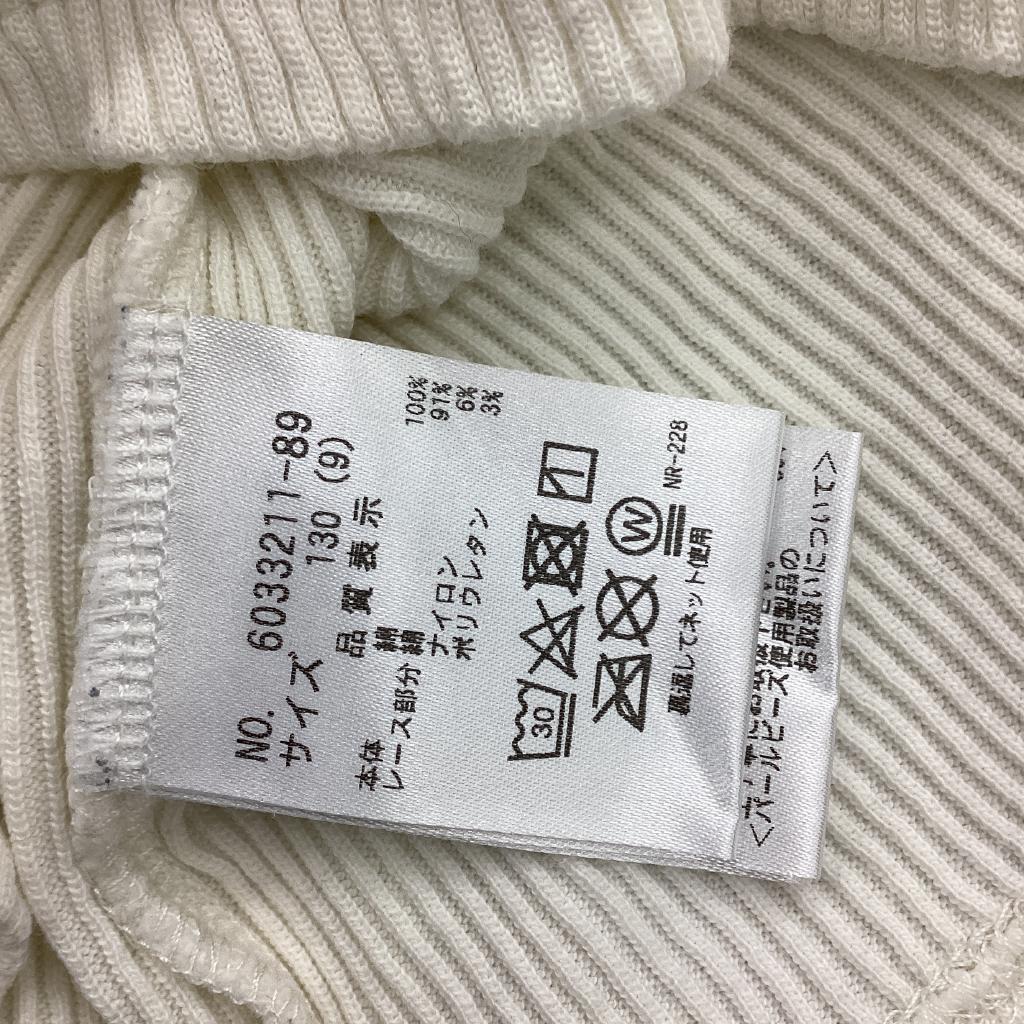 NO. 6033211-89
サイズ 130 (9)
品質表示
本体 綿 100%
レース部分 綿 91%
ナイロン 6%
ポリウレタン 3%
30
W
NR-228
裏返してネット使用
<パールビーズ使用製品の
お取扱いについて>